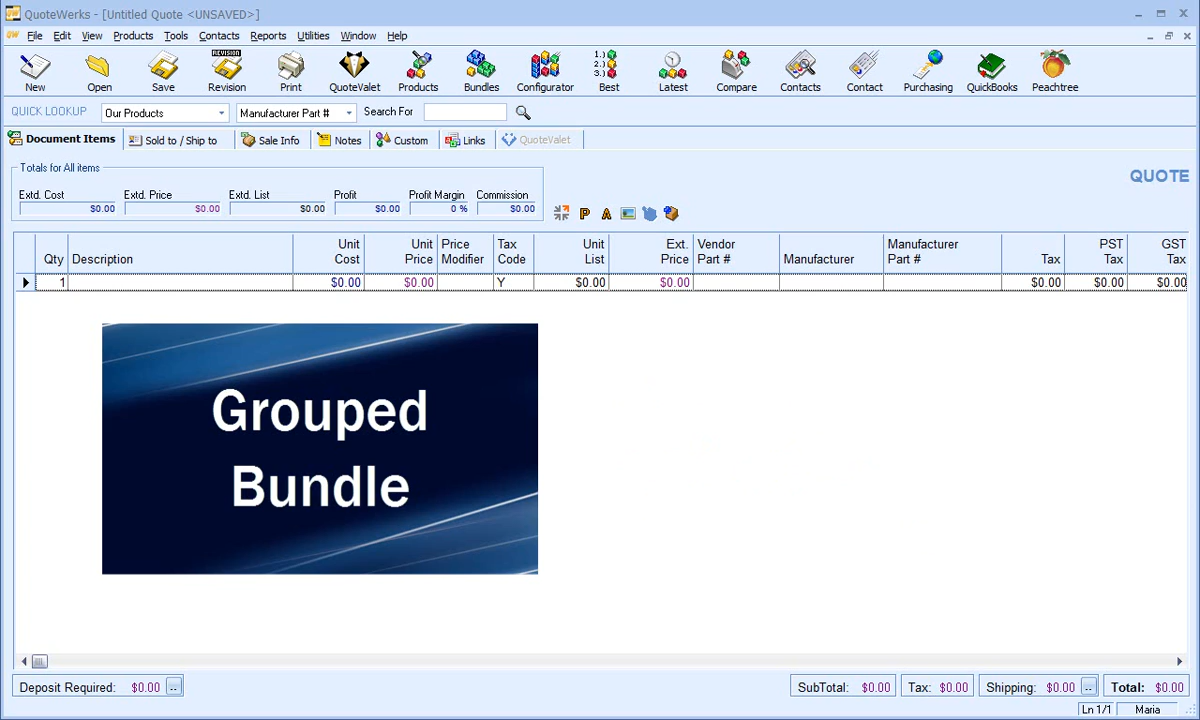 QuoteWerks - [Untitled Quote <UNSAVED>]
File Edit View Products Tools Contacts Reports Utilities Window Help
REVISION 1.) 2.) 3.)
New Open Save Revision Print QuoteValet Products Bundles Configurator Best Latest Compare Contacts Contact Purchasing QuickBooks Peachtree
QUICK LOOKUP Our Products Manufacturer Part # Search For
Document Items Sold to / Ship to Sale Info Notes Custom Links QuoteValet
Totals for All items
QUOTE
Extd. Cost Extd. Price Extd. List Profit Profit Margin Commission
$0.00 $0.00 $0.00 $0.00 0 % $0.00
P A
Qty Description Unit Cost Unit Price Price Modifier Tax Code Unit List Ext. Price Vendor Part # Manufacturer Manufacturer Part # Tax PST Tax GST Tax
1 $0.00 $0.00 Y $0.00 $0.00 $0.00 $0.00 $0.00
Grouped
Bundle
Deposit Required: $0.00 .. SubTotal: $0.00 Tax: $0.00 Shipping: $0.00 .. Total: $0.00
Ln 1/1 Maria